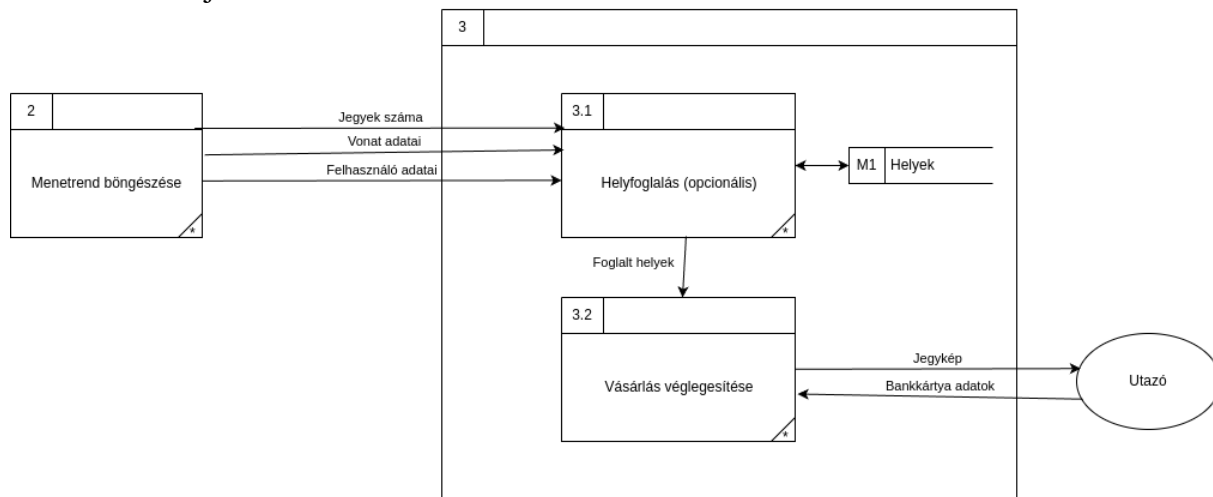 3
2
Menetrend böngészése
*
Jegyek száma
Vonat adatai
Felhasználó adatai
3.1
Helyfoglalás (opcionális)
*
M1 Helyek
Foglalt helyek
3.2
Vásárlás véglegesítése
*
Jegykép
Bankkártya adatok
Utazó